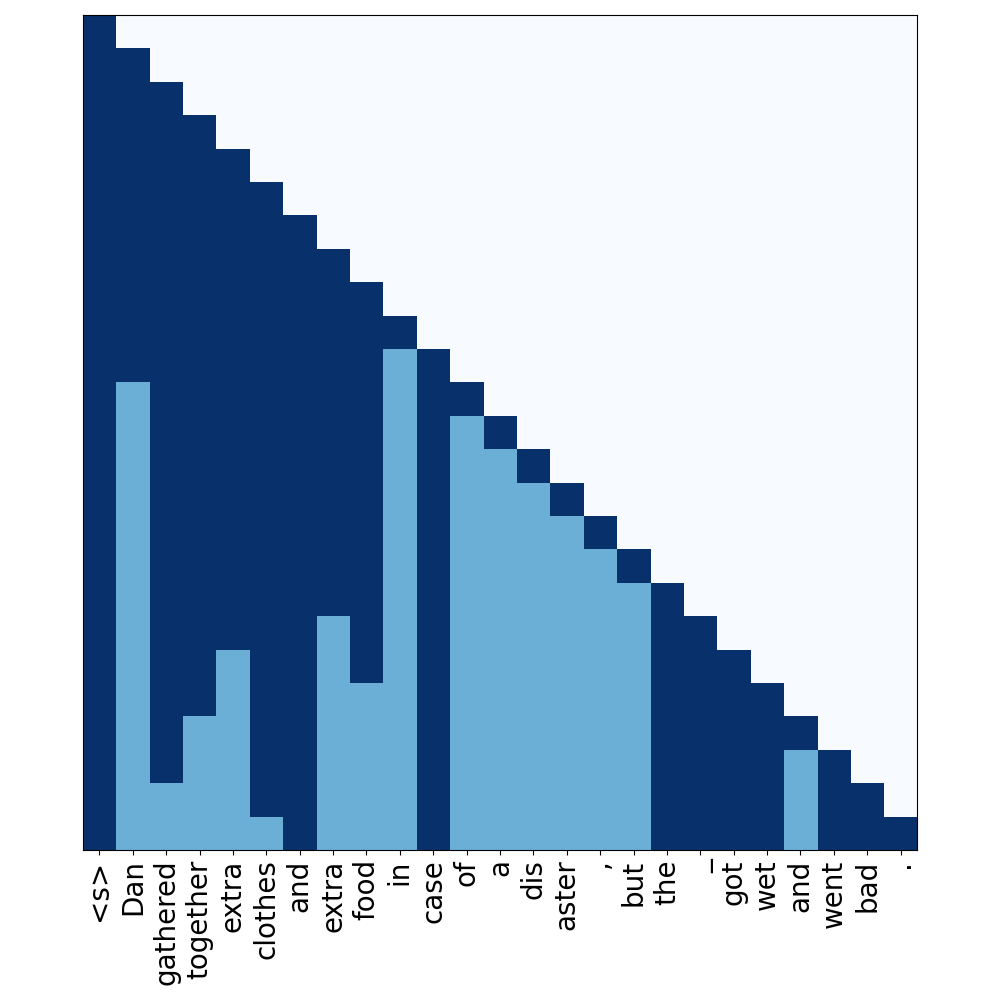 <s>
Dan
gathered
together
extra
clothes
and
extra
food
in
case
of
a
dis
aster
,
but
the
_
got
wet
and
went
bad
.